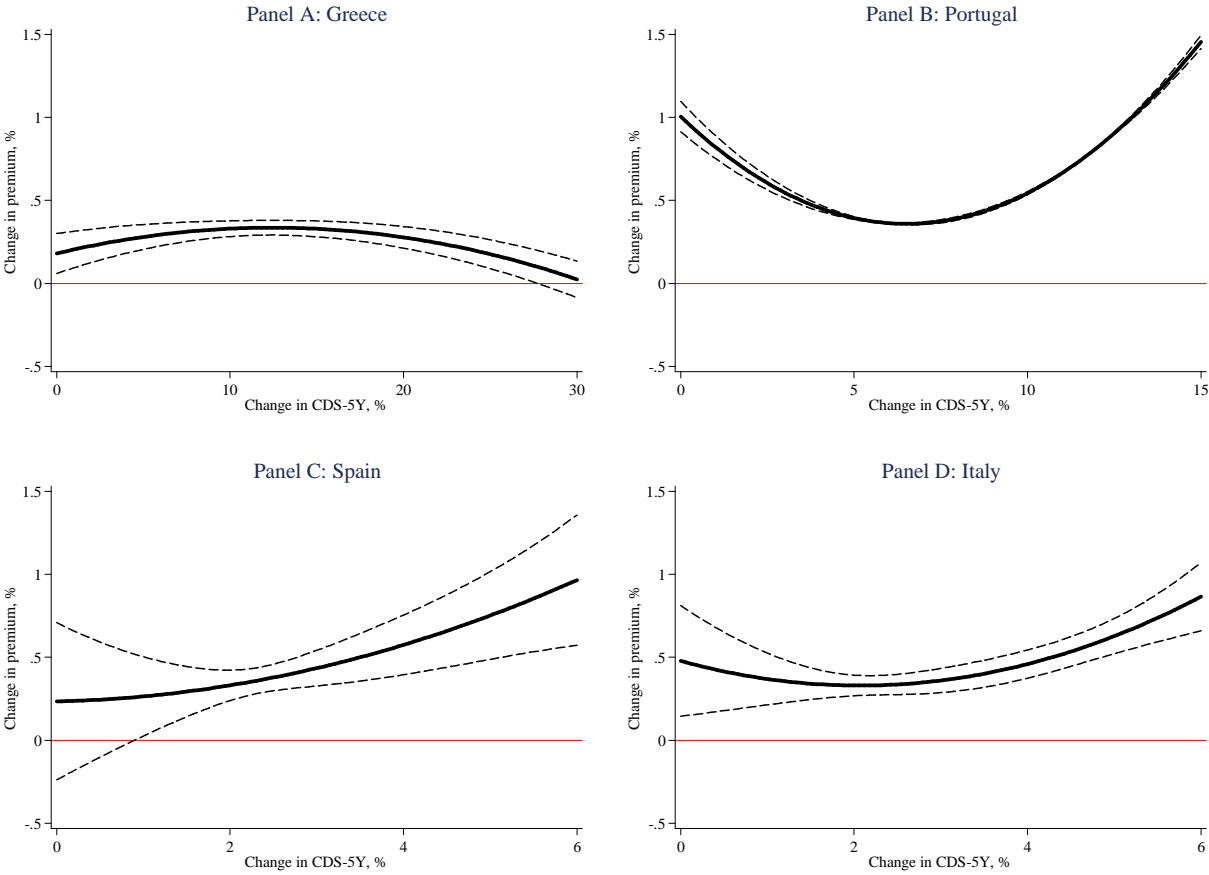 Panel A: Greece
Change in premium, %
1.5
1
.5
0
-.5
0 10 20 30
Change in CDS-5Y, %
Panel B: Portugal
Change in premium, %
1.5
1
.5
0
-.5
0 5 10 15
Change in CDS-5Y, %
Panel C: Spain
Change in premium, %
1.5
1
.5
0
-.5
0 2 4 6
Change in CDS-5Y, %
Panel D: Italy
Change in premium, %
1.5
1
.5
0
-.5
0 2 4 6
Change in CDS-5Y, %